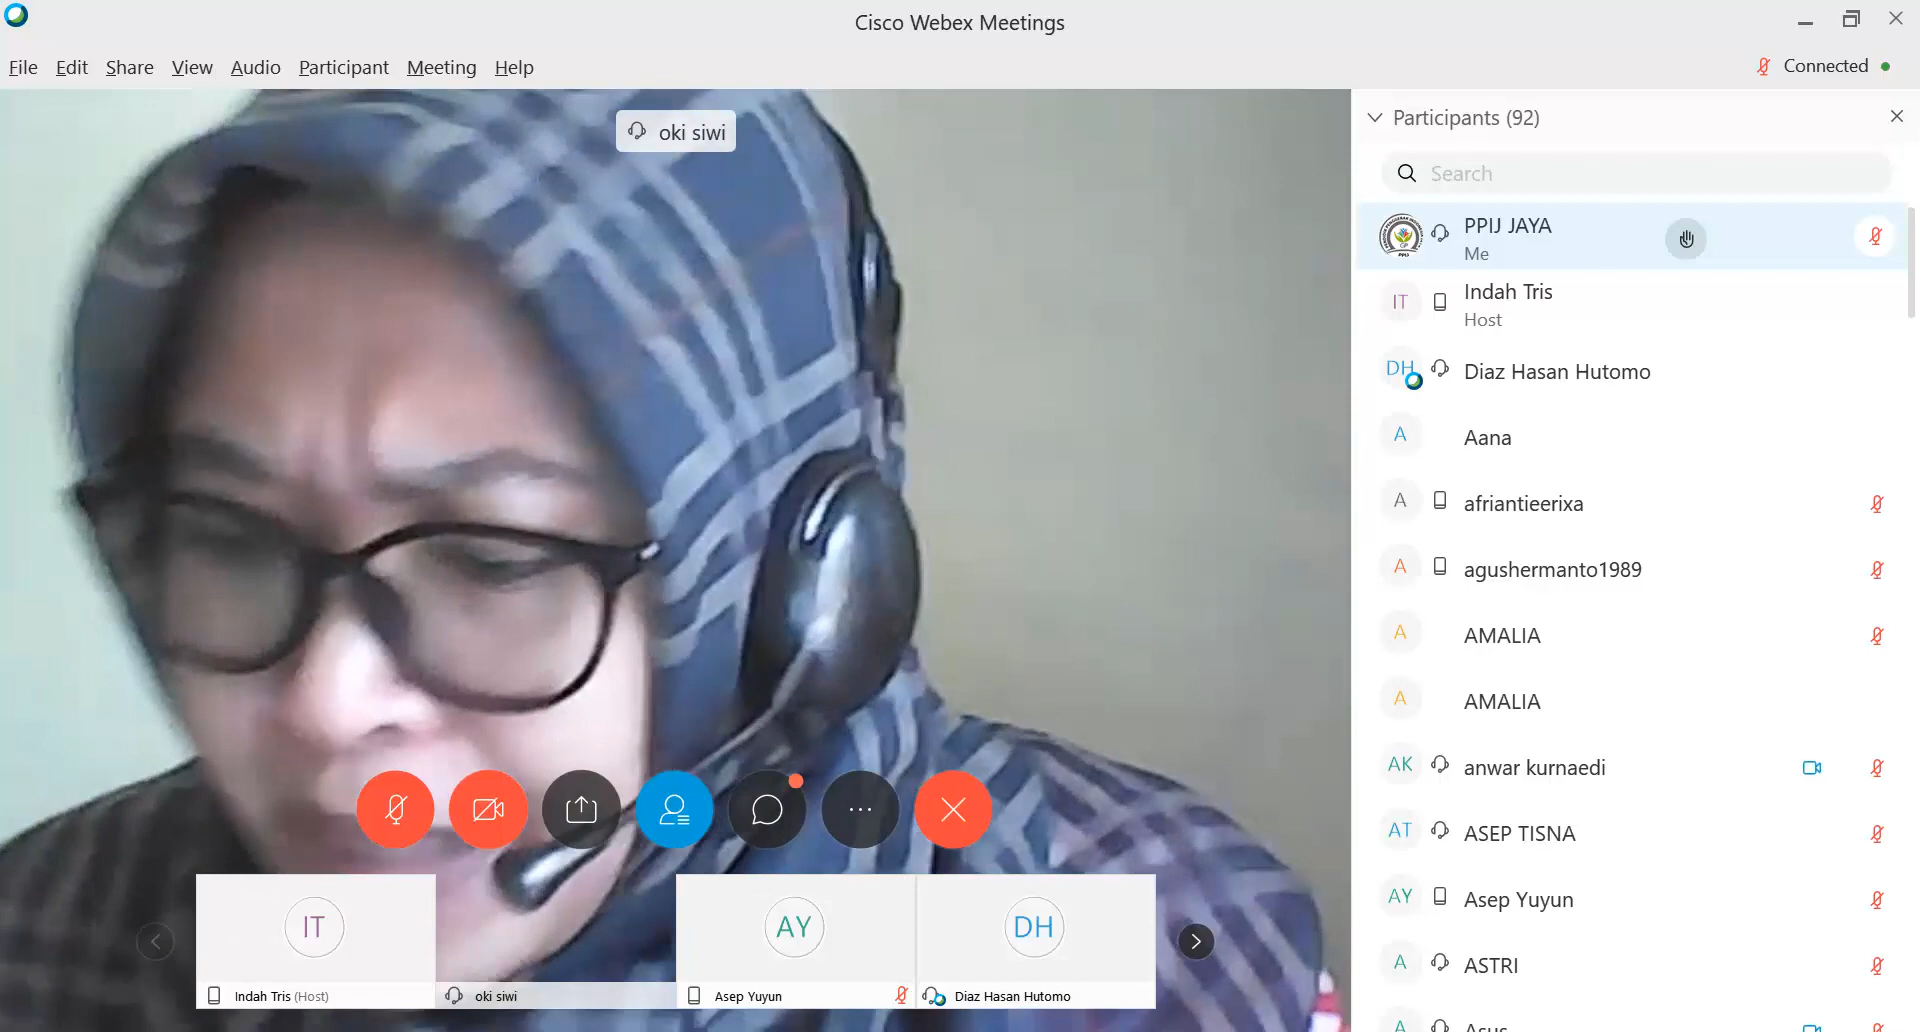 Cisco Webex Meetings
File Edit Share View Audio Participant Meeting Help
Connected
oki siwi
Participants (92)
Search
PPIJ JAYA
Me
IT
Indah Tris
Host
DH
Diaz Hasan Hutomo
A
Aana
A
afriantieerixa
A
agushermanto1989
A
AMALIA
A
AMALIA
AK
anwar kurnaedi
AT
ASEP TISNA
AY
Asep Yuyun
A
ASTRI
A
Asus
IT
Indah Tris (Host)
oki siwi
AY
Asep Yuyun
DH
Diaz Hasan Hutomo